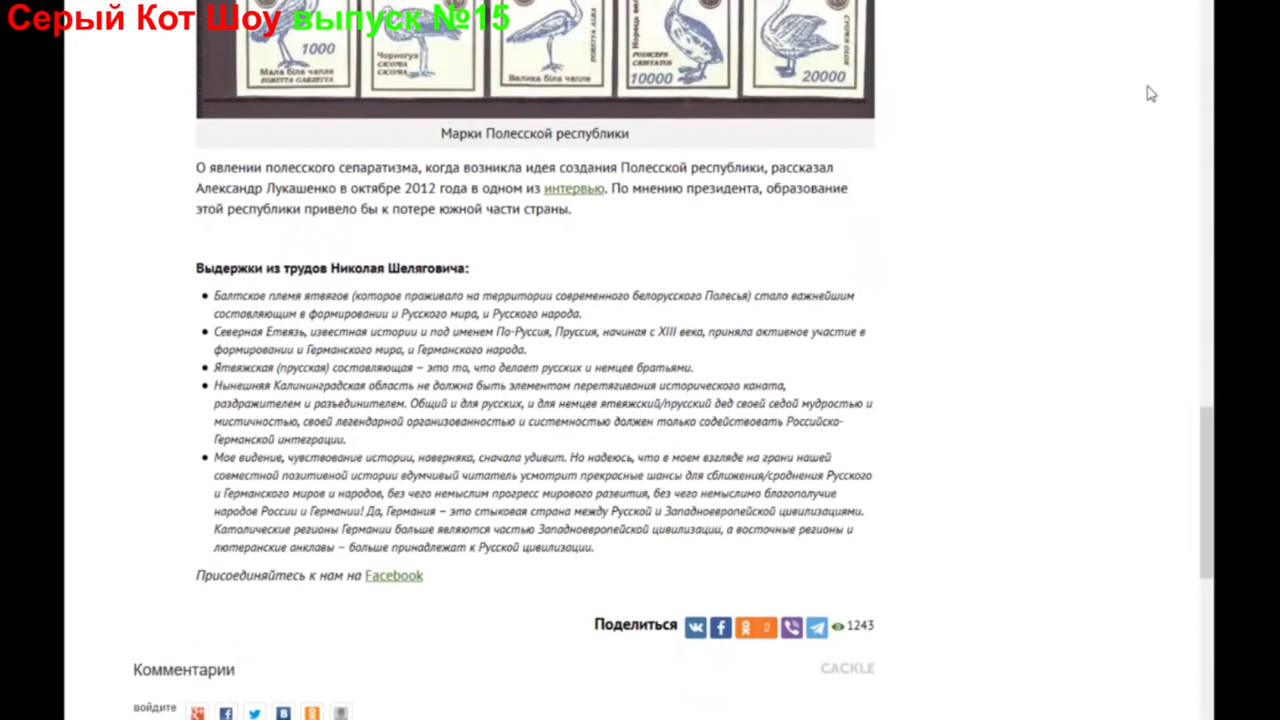 Серый Кот Шоу выпуск №15
1000
Мала біла чапля
EGRETTA GARZETTA
Чорногуз
CICONIA
CICONIA
Велика біла чапля
EGRETTA ALBA
PODICEPS
CRISTATUS
10000
20000
Марки Полесской республики
О явлении полесского сепаратизма, когда возникла идея создания Полесской республики, рассказал
Александр Лукашенко в октябре 2012 года в одном из интервью. По мнению президента, образование
этой республики привело бы к потере южной части страны.
Выдержки из трудов Николая Шеляговича:
• Балтское племя ятвягов (которое проживало на территории современного белорусского Полесья) стало важнейшим
составляющим в формировании и Русского мира, и Русского народа.
• Северная Етвязь, известная истории и под именем По-Руссия, Пруссия, начиная с XIII века, приняла активное участие в
формировании и Германского мира, и Германского народа.
• Ятвяжская (прусская) составляющая – это то, что делает русских и немцев братьями.
• Нынешняя Калининградская область не должна быть элементом перетягивания исторического каната,
раздражителем и разъединителем. Общий и для русских, и для немцев ятвяжский/прусский дед своей седой мудростью и
мистичностью, своей легендарной организованностью и системностью должен только содействовать Российско-
Германской интеграции.
• Мое видение, чувствование истории, наверняка, сначала удивит. Но надеюсь, что в моем взгляде на грани нашей
совместной позитивной истории вдумчивый читатель усмотрит прекрасные шансы для сближения/сроднения Русского
и Германского миров и народов, без чего немыслим прогресс мирового развития, без чего немыслимо благополучие
народов России и Германии! Да, Германия – это стыковая страна между Русской и Западноевропейской цивилизациями.
Католические регионы Германии больше являются частью Западноевропейской цивилизации, а восточные регионы и
лютеранские анклавы – больше принадлежат к Русской цивилизации.
Присоединяйтесь к нам на Facebook
Поделиться 2 1243
Комментарии CACKLE
войдите